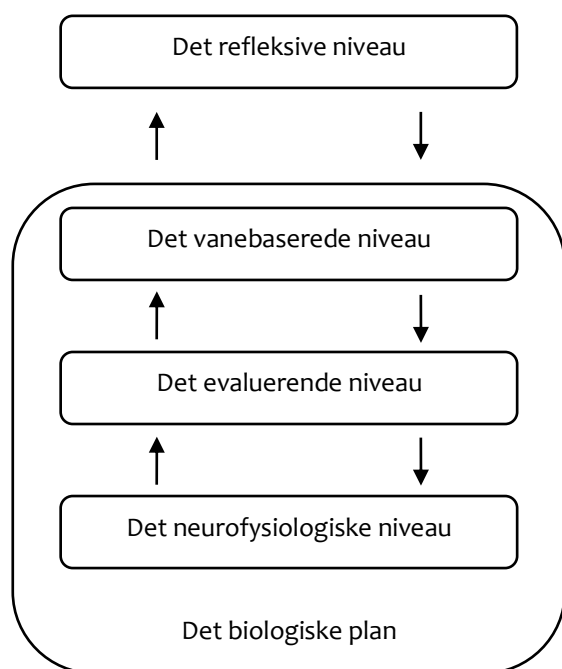 Det refleksive niveau
Det vanebaserede niveau
Det evaluerende niveau
Det neurofysiologiske niveau
Det biologiske plan